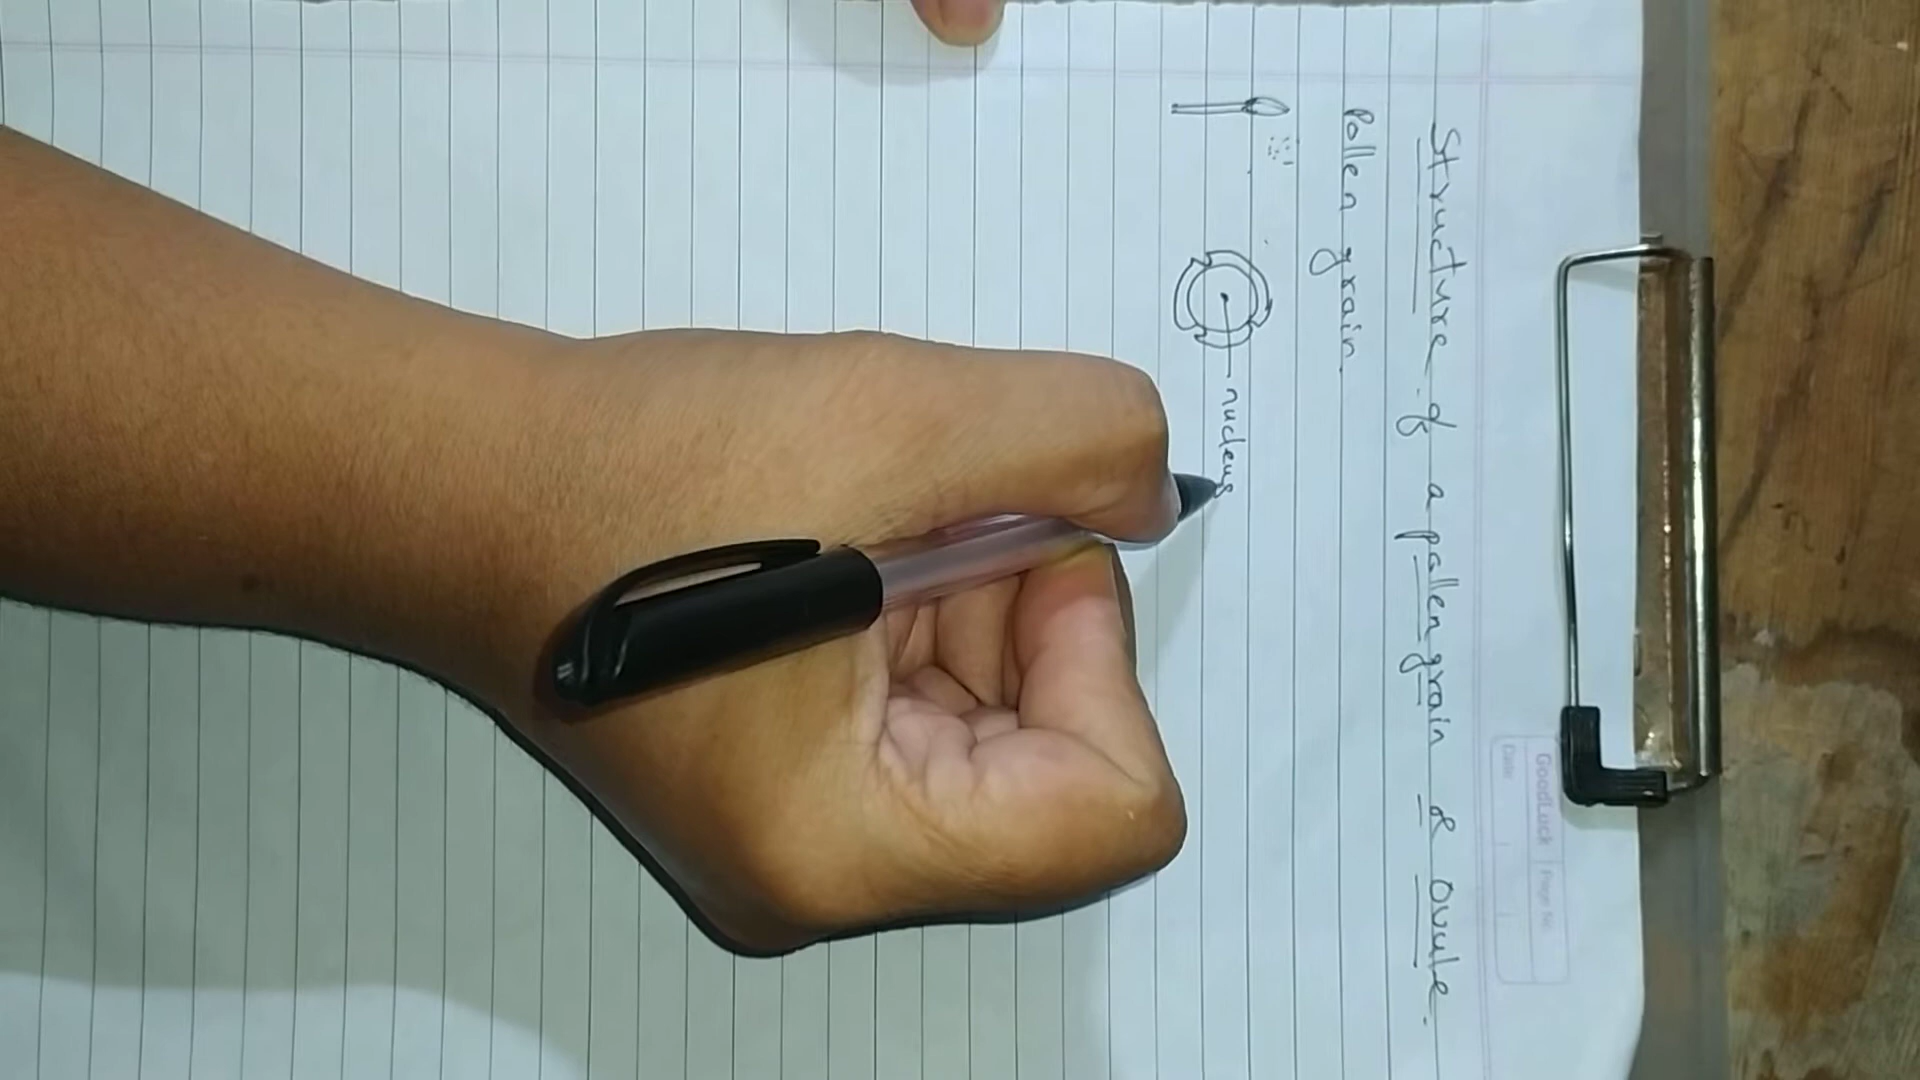 GoodLuck Page No.
Date
Structure of a pollen grain & ovule.
Pollen grain.
nucleus